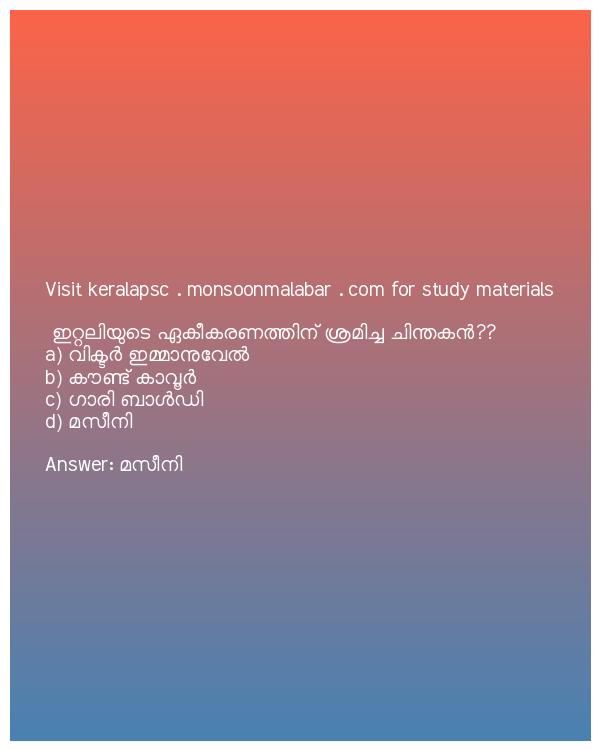 Visit keralapsc . monsoonmalabar . com for study materials
ഇറ്റലിയുടെ ഏകീകരണത്തിന് ശ്രമിച്ച ചിന്തകൻ??
a) വിക്ടർ ഇമ്മാനുവേൽ
b) കൗണ്ട് കാവൂർ
c) ഗാരി ബാൾഡി
d) മസീനി
Answer: മസീനി